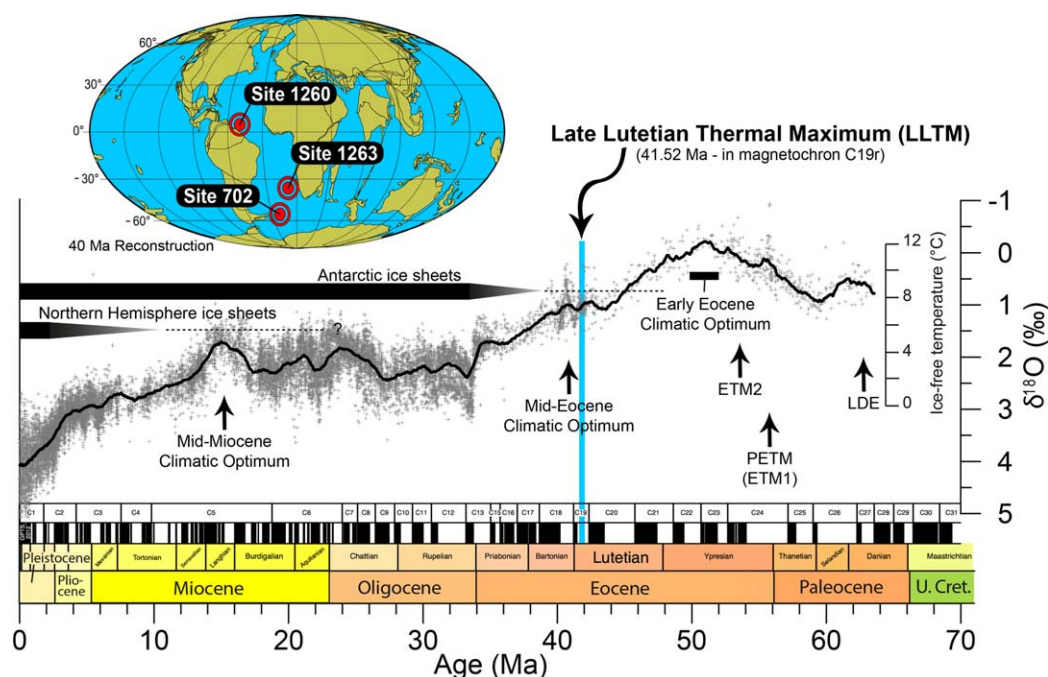 60°
30°
0°
-30°
-60°
Site 1260
Site 1263
Site 702
40 Ma Reconstruction
Late Lutetian Thermal Maximum (LLTM)
(41.52 Ma - in magnetochron C19r)
Antarctic ice sheets
Northern Hemisphere ice sheets
?
Mid-Miocene
Climatic Optimum
Mid-Eocene
Climatic Optimum
Early Eocene
Climatic Optimum
ETM2
PETM
(ETM1)
LDE
12
8
4
0
Ice-free temperature (°C)
-1
0
1
2
3
4
5
δ18O (‰)
C1 C2 C3 C4 C5 C6 C7 C8 C9 C10 C11 C12 C13 C15 C16 C17 C18 C19 C20 C21 C22 C23 C24 C25 C26 C27 C28 C29 C30 C31
Pleistocene Messinian Tortonian Serravallian Langhian Burdigalian Aquitanian Chattian Rupelian Priabonian Bartonian Lutetian Ypresian Thanetian Selandian Danian Maastrichtian
Plio-
cene
Miocene Oligocene Eocene Paleocene U. Cret.
0 10 20 30 40 50 60 70
Age (Ma)